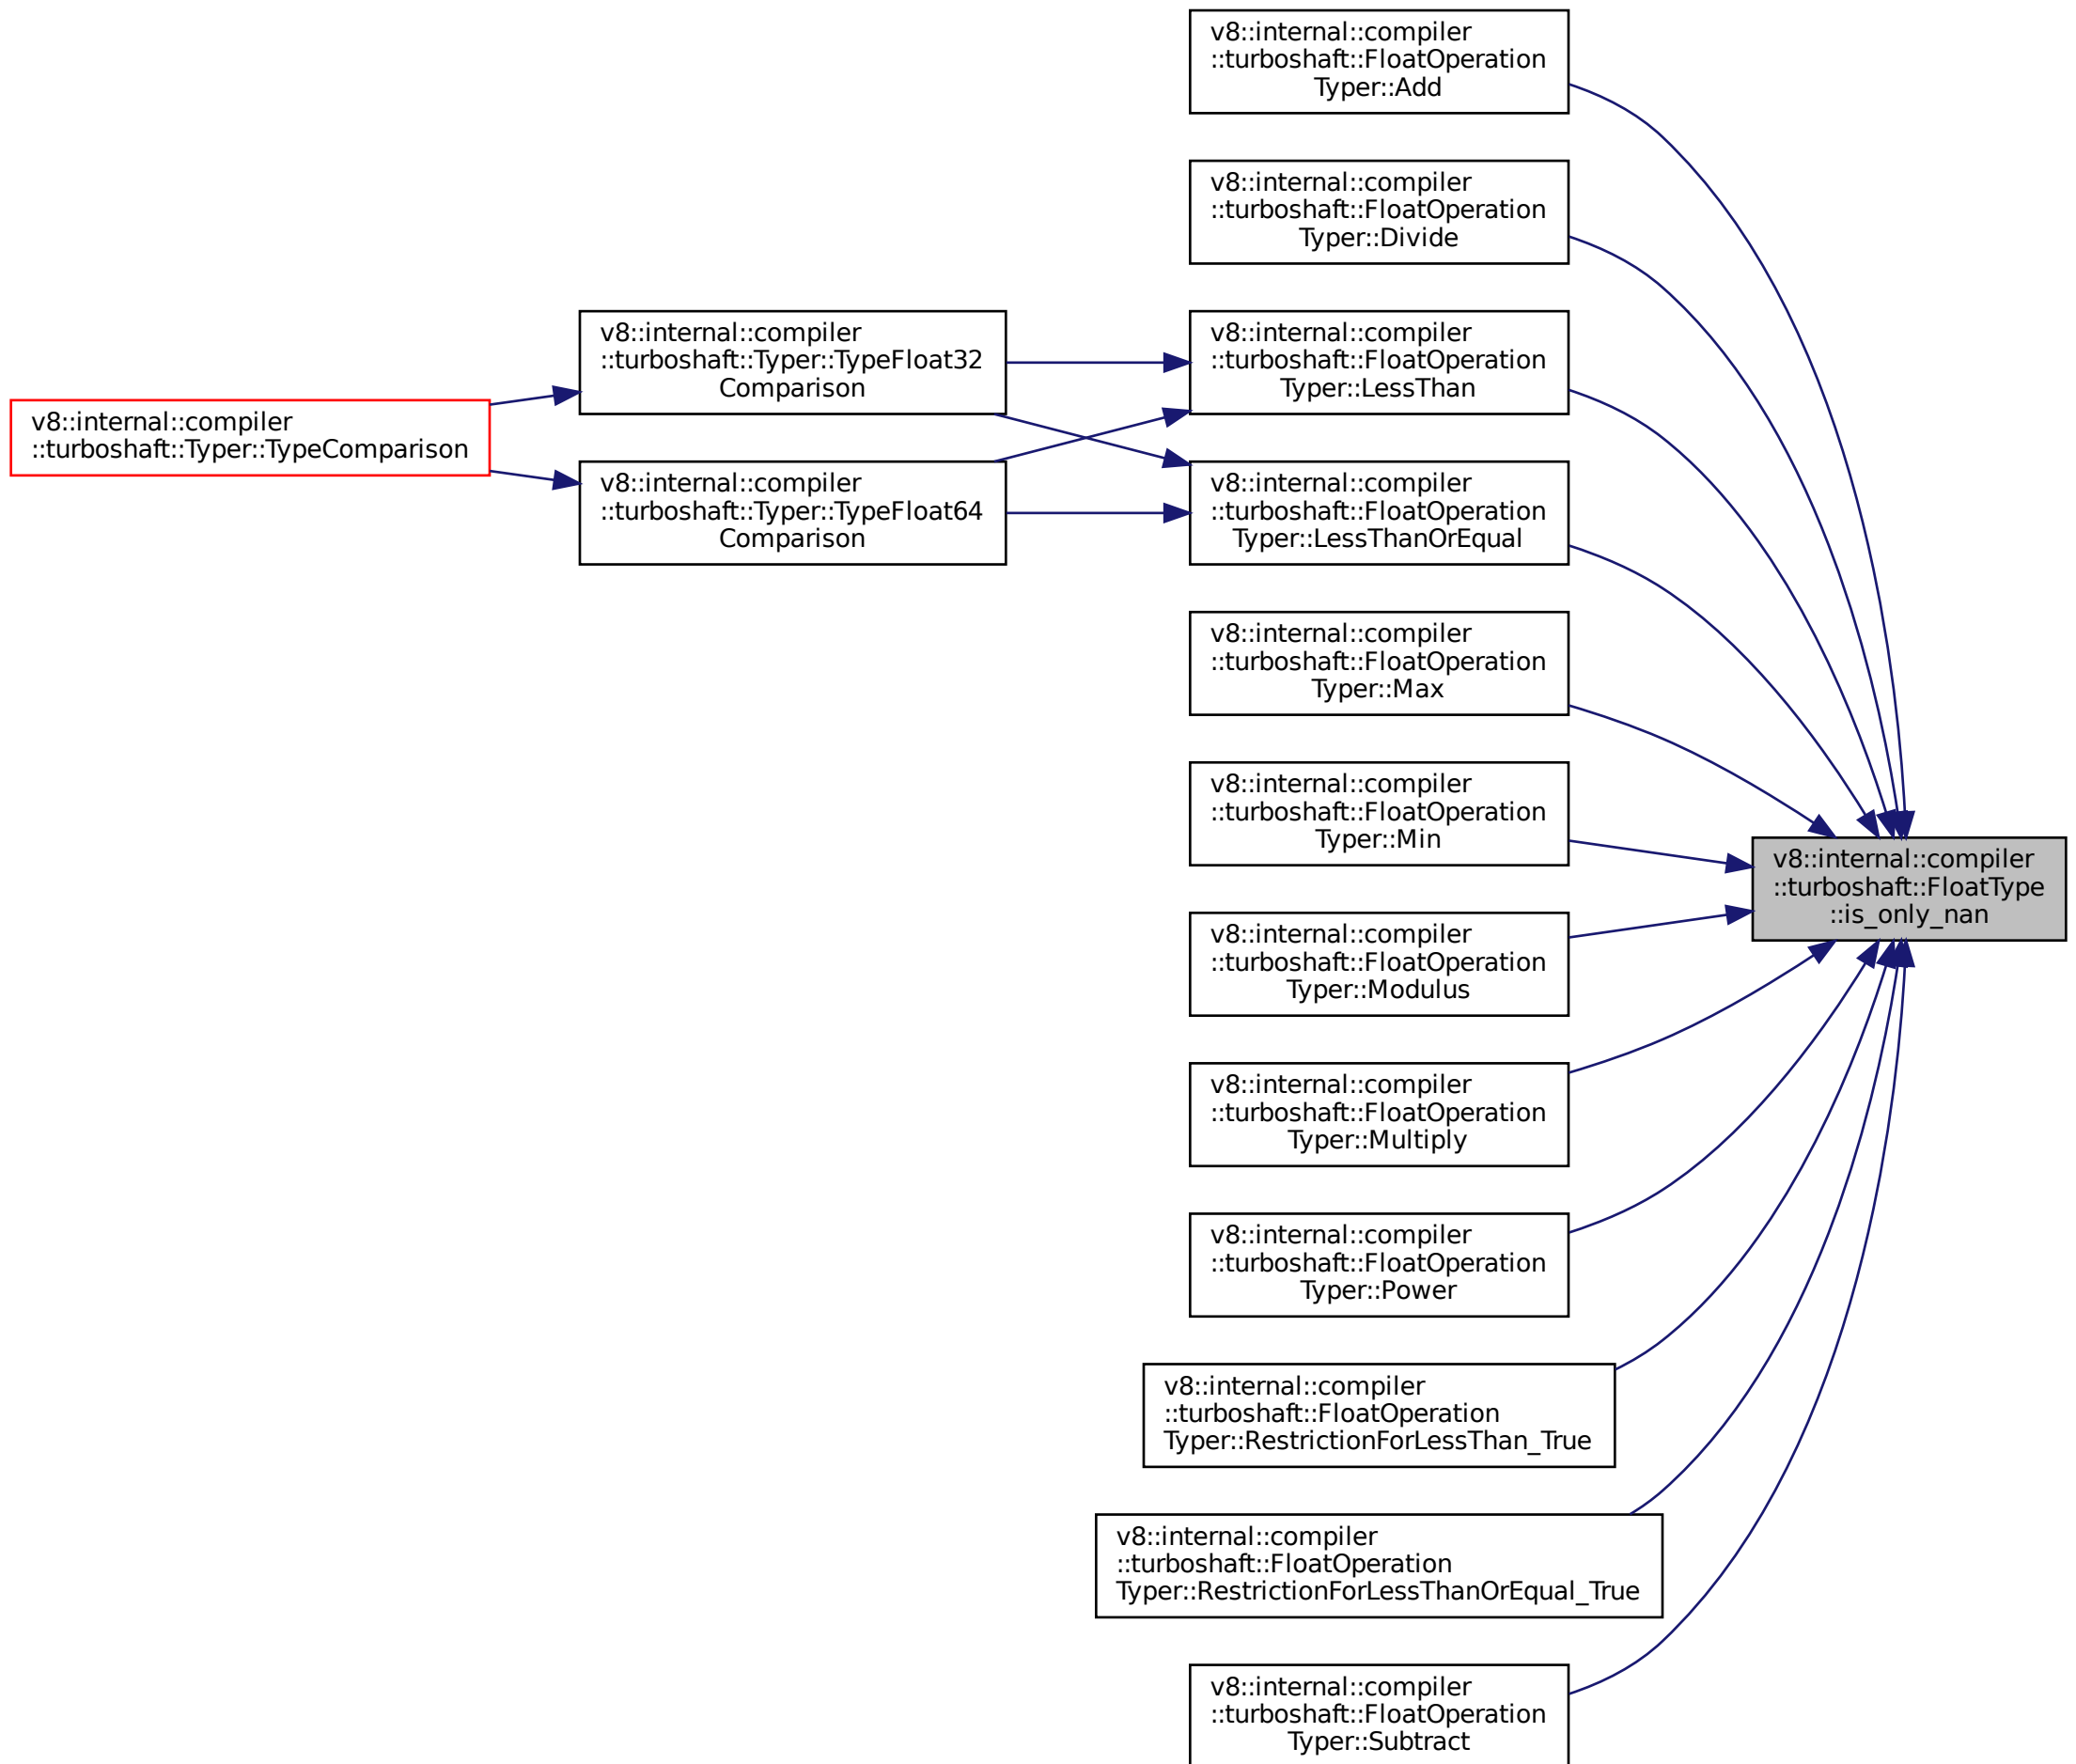 v8::internal::compiler
::turboshaft::FloatOperation
Typer::Add
v8::internal::compiler
::turboshaft::FloatOperation
Typer::Divide
v8::internal::compiler
::turboshaft::FloatOperation
Typer::LessThan
v8::internal::compiler
::turboshaft::Typer::TypeFloat32
Comparison
v8::internal::compiler
::turboshaft::Typer::TypeComparison
v8::internal::compiler
::turboshaft::Typer::TypeFloat64
Comparison
v8::internal::compiler
::turboshaft::FloatOperation
Typer::LessThanOrEqual
v8::internal::compiler
::turboshaft::FloatOperation
Typer::Max
v8::internal::compiler
::turboshaft::FloatOperation
Typer::Min
v8::internal::compiler
::turboshaft::FloatType
::is_only_nan
v8::internal::compiler
::turboshaft::FloatOperation
Typer::Modulus
v8::internal::compiler
::turboshaft::FloatOperation
Typer::Multiply
v8::internal::compiler
::turboshaft::FloatOperation
Typer::Power
v8::internal::compiler
::turboshaft::FloatOperation
Typer::RestrictionForLessThan_True
v8::internal::compiler
::turboshaft::FloatOperation
Typer::RestrictionForLessThanOrEqual_True
v8::internal::compiler
::turboshaft::FloatOperation
Typer::Subtract